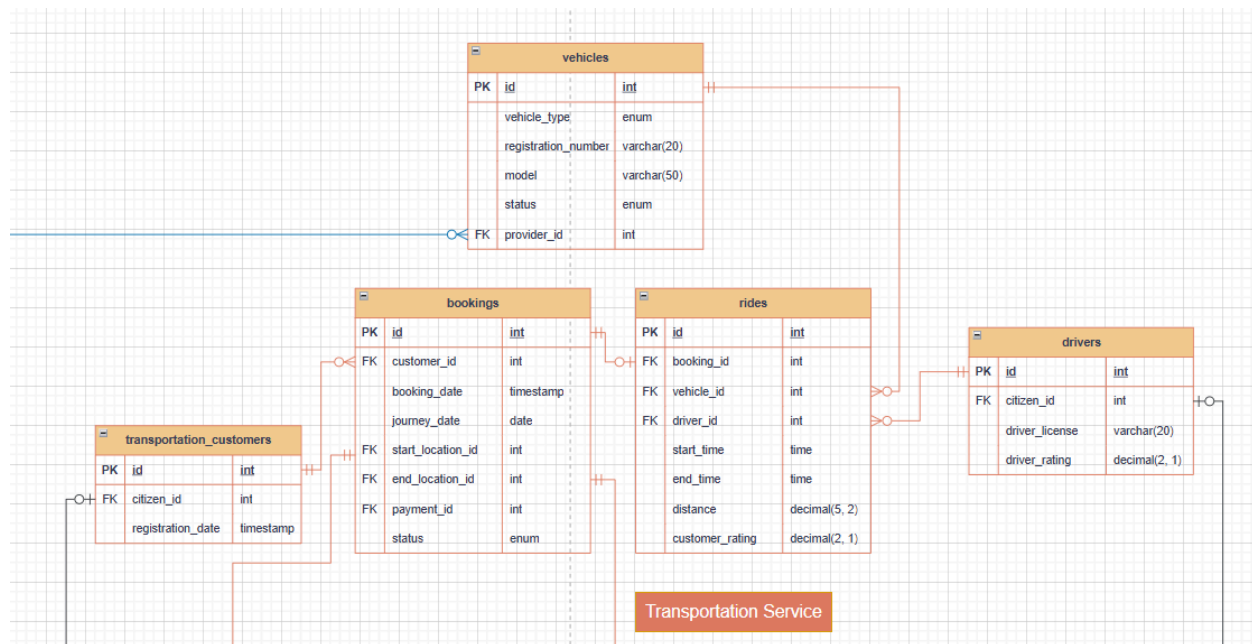 vehicles
PK id int
vehicle_type enum
registration_number varchar(20)
model varchar(50)
status enum
FK provider_id int
bookings
PK id int
FK customer_id int
booking_date timestamp
journey_date date
FK start_location_id int
FK end_location_id int
FK payment_id int
status enum
rides
PK id int
FK booking_id int
FK vehicle_id int
FK driver_id int
start_time time
end_time time
distance decimal(5, 2)
customer_rating decimal(2, 1)
drivers
PK id int
FK citizen_id int
driver_license varchar(20)
driver_rating decimal(2, 1)
transportation_customers
PK id int
FK citizen_id int
registration_date timestamp
Transportation Service